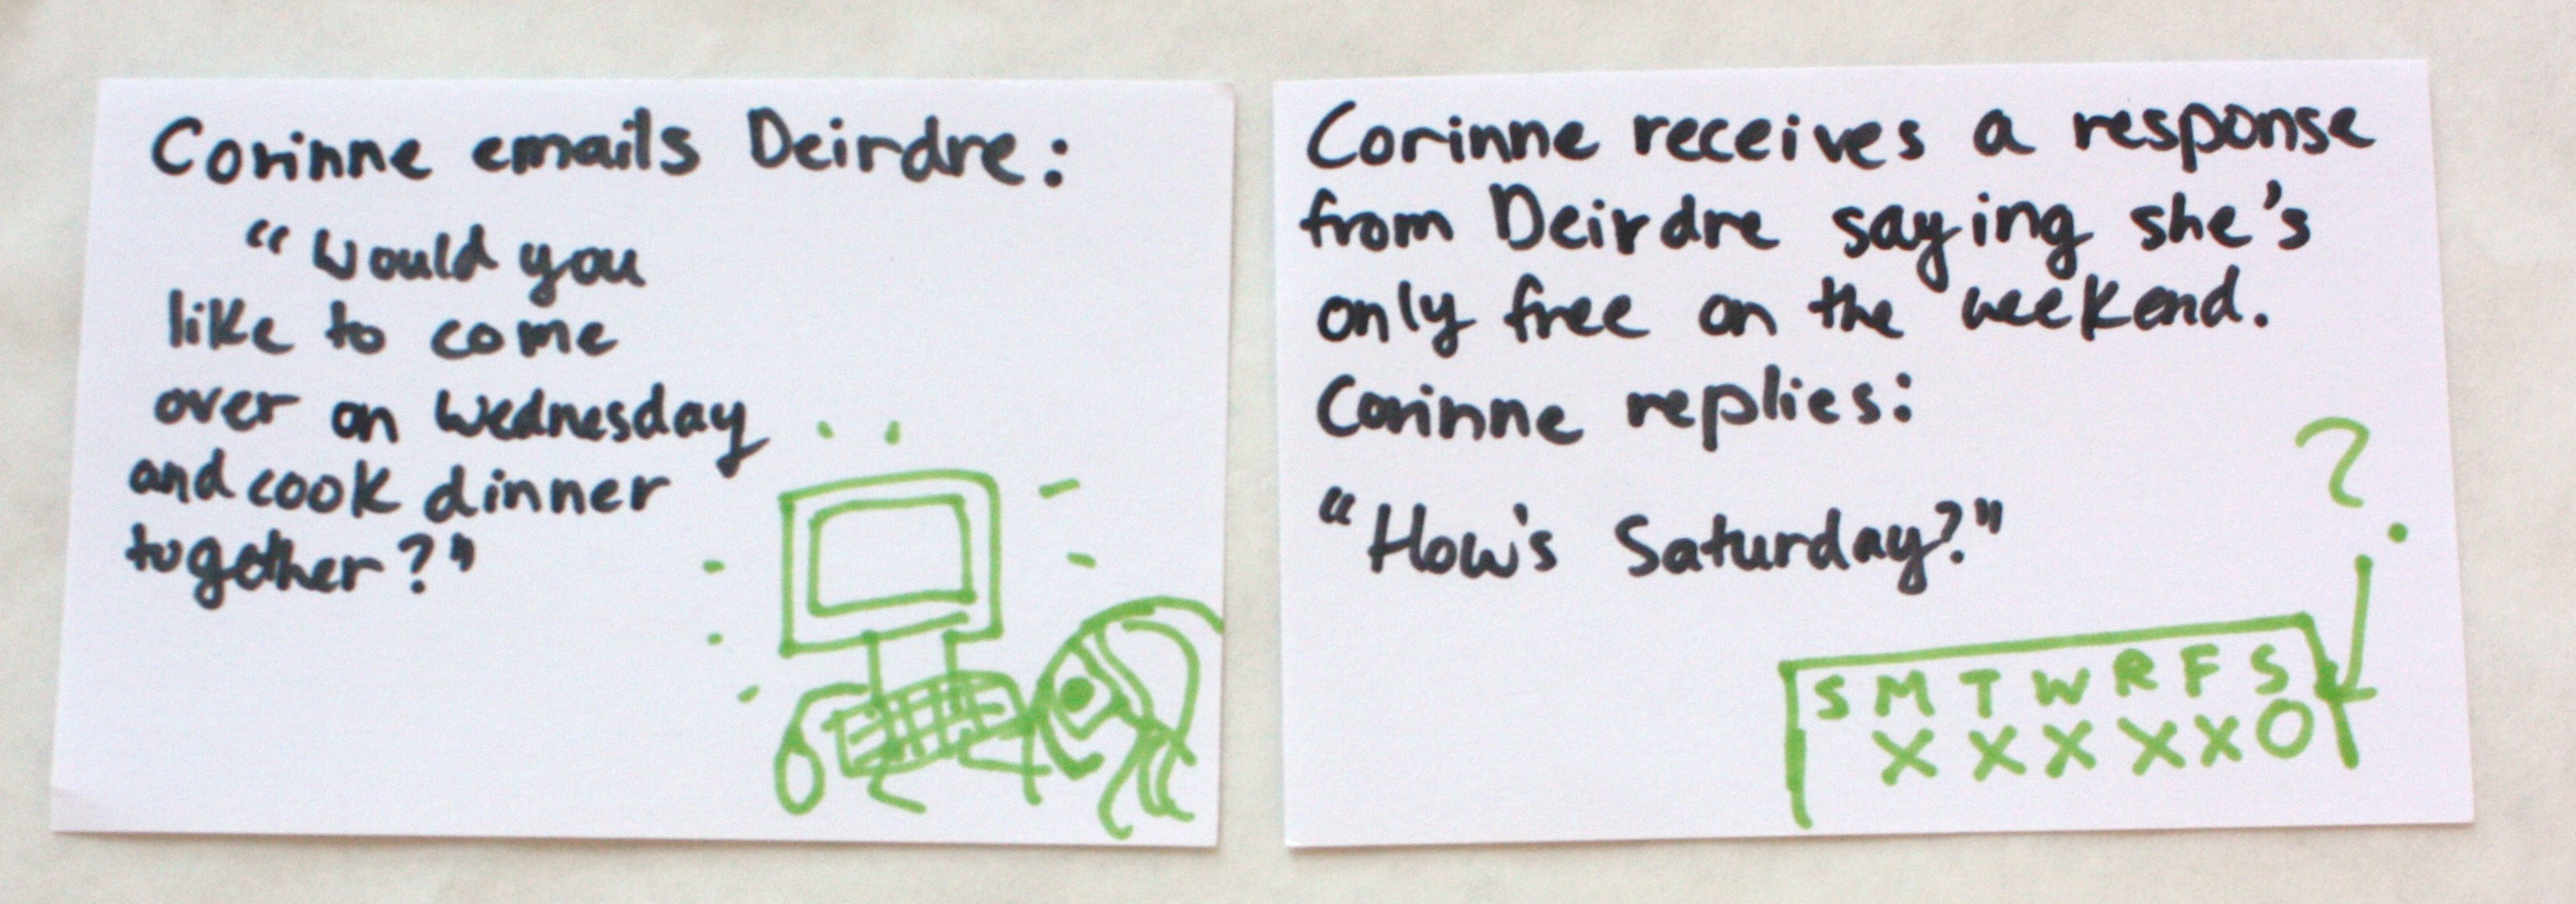 Corinne emails Deirdre:
"Would you
like to come
over on Wednesday
and cook dinner
together?"
Corinne receives a response
from Deirdre saying she's
only free on the weekend.
Corinne replies:
"How's Saturday?"
?
S M T W R F S
X X X X X O